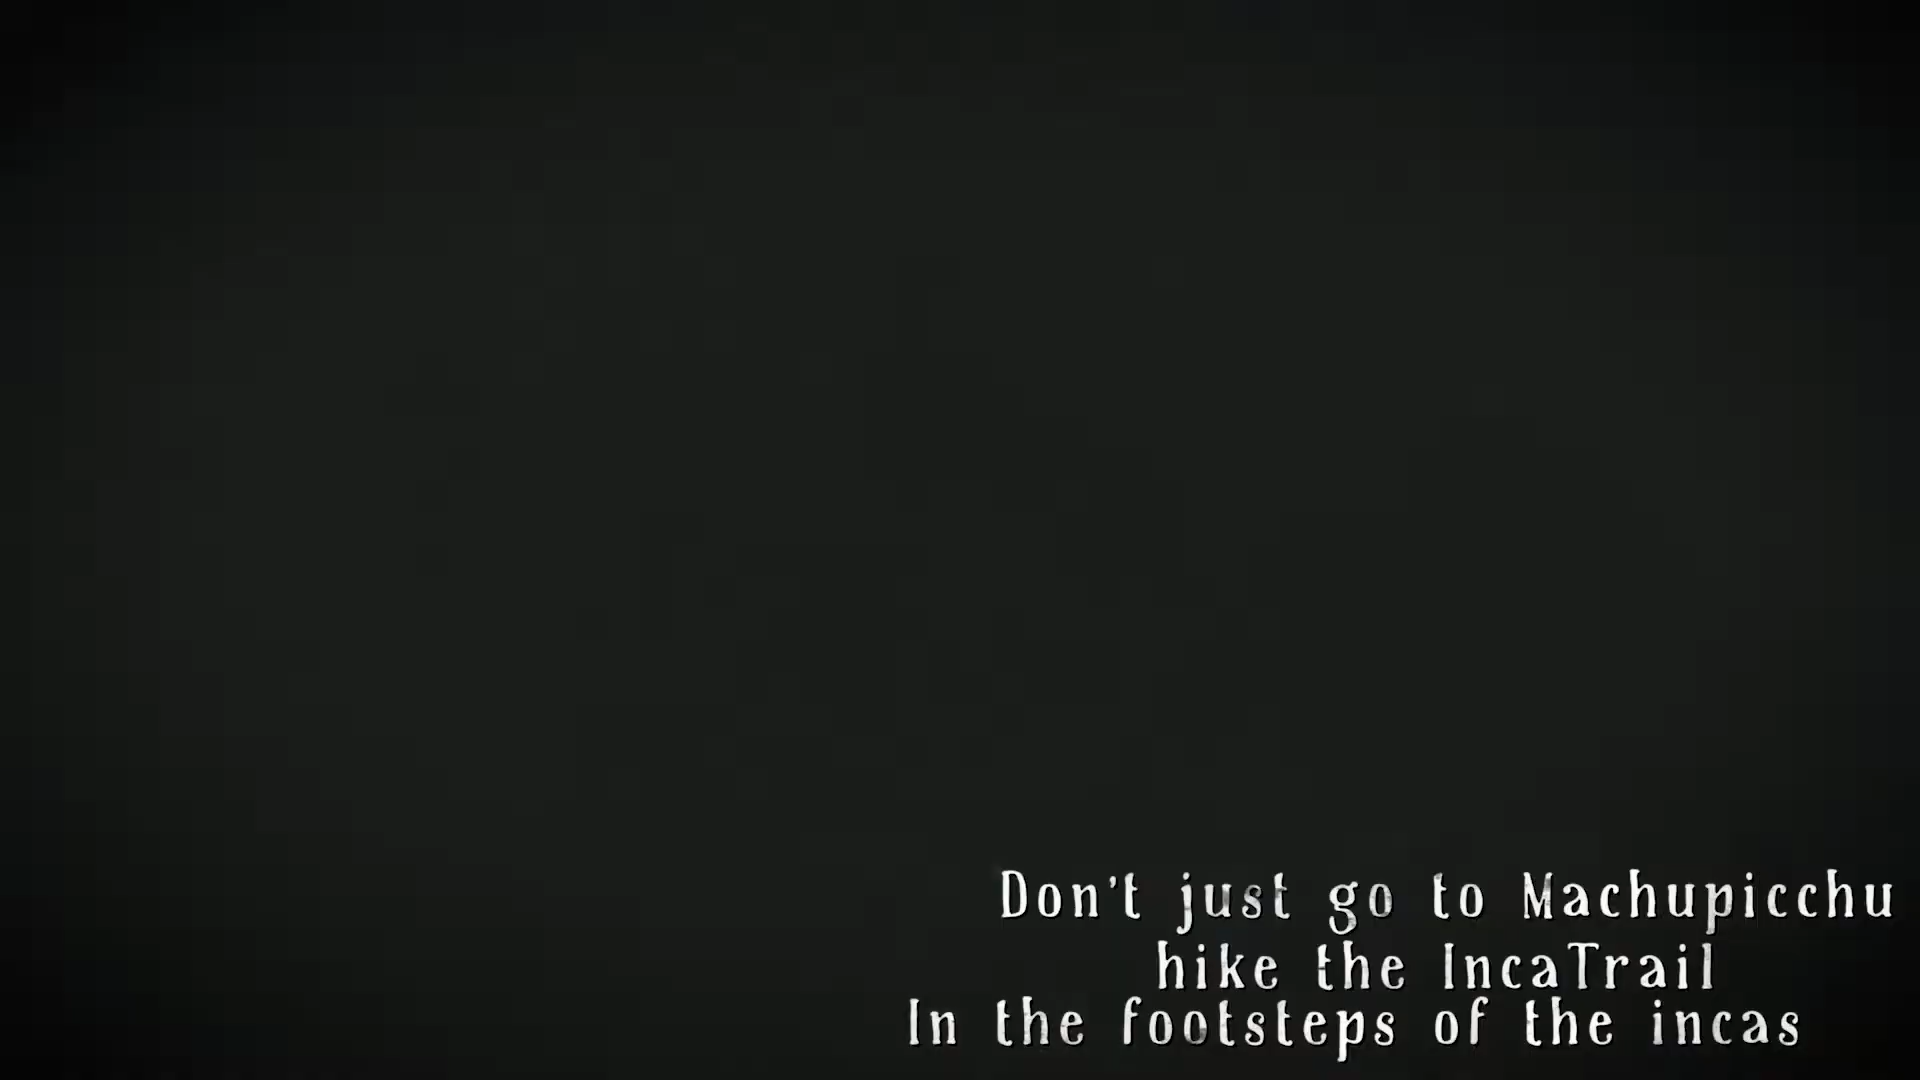 Don't just go to Machupicchu
hike the IncaTrail
In the footsteps of the incas